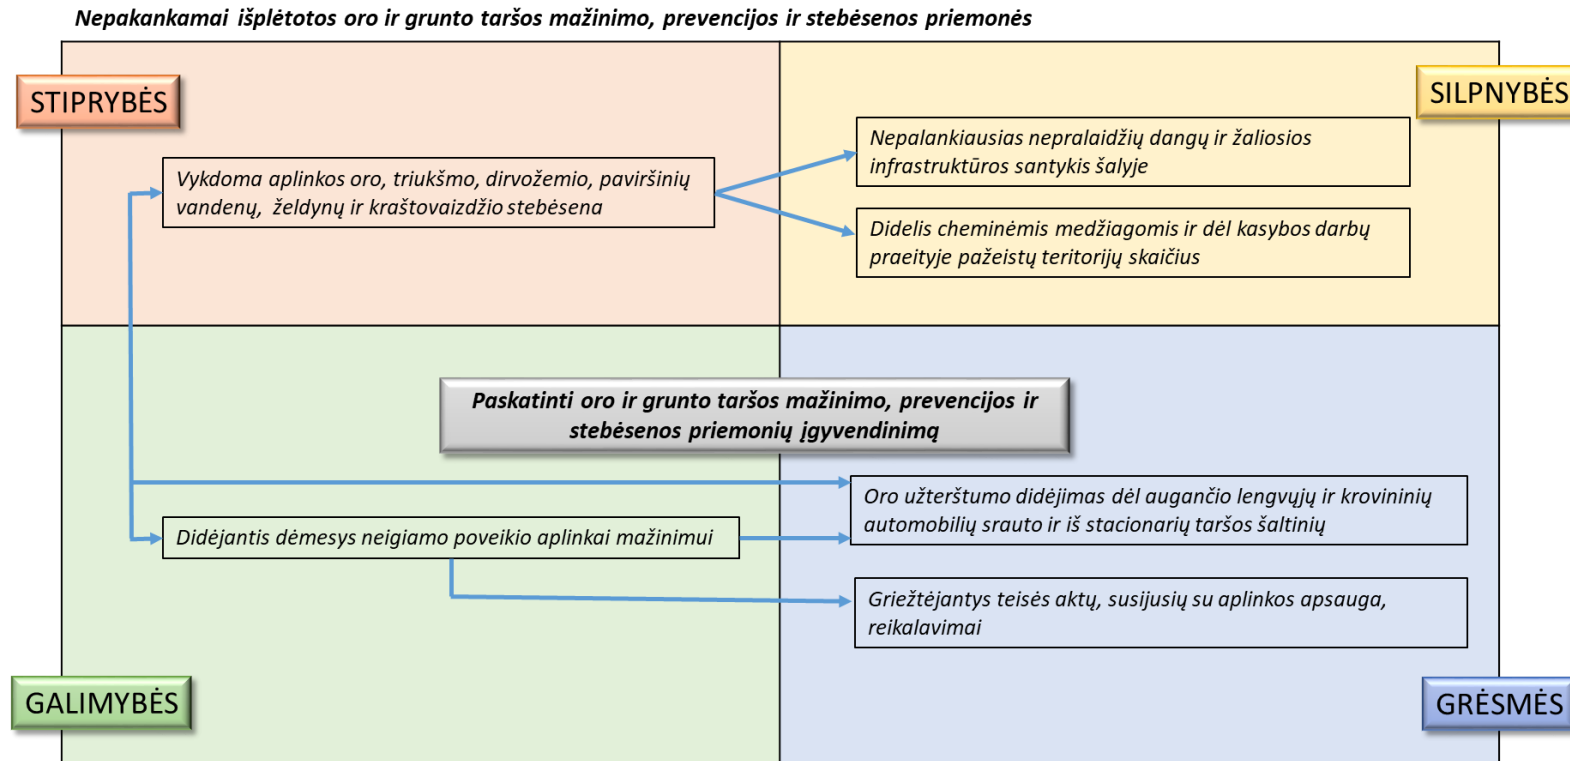 Nepakankamai išplėtotos oro ir grunto taršos mažinimo, prevencijos ir stebėsenos priemonės
STIPRYBĖS
SILPNYBĖS
Vykdoma aplinkos oro, triukšmo, dirvožemio, paviršinių
vandenų, želdynų ir kraštovaizdžio stebėsena
Nepalankiausias nepralaidžių dangų ir žaliosios
infrastruktūros santykis šalyje
Didelis cheminėmis medžiagomis ir dėl kasybos darbų
praeityje pažeistų teritorijų skaičius
Paskatinti oro ir grunto taršos mažinimo, prevencijos ir
stebėsenos priemonių įgyvendinimą
Didėjantis dėmesys neigiamo poveikio aplinkai mažinimui
Oro užterštumo didėjimas dėl augančio lengvųjų ir krovininių
automobilių srauto ir iš stacionarių taršos šaltinių
Griežtėjantys teisės aktų, susijusių su aplinkos apsauga,
reikalavimai
GALIMYBĖS
GRĖSMĖS